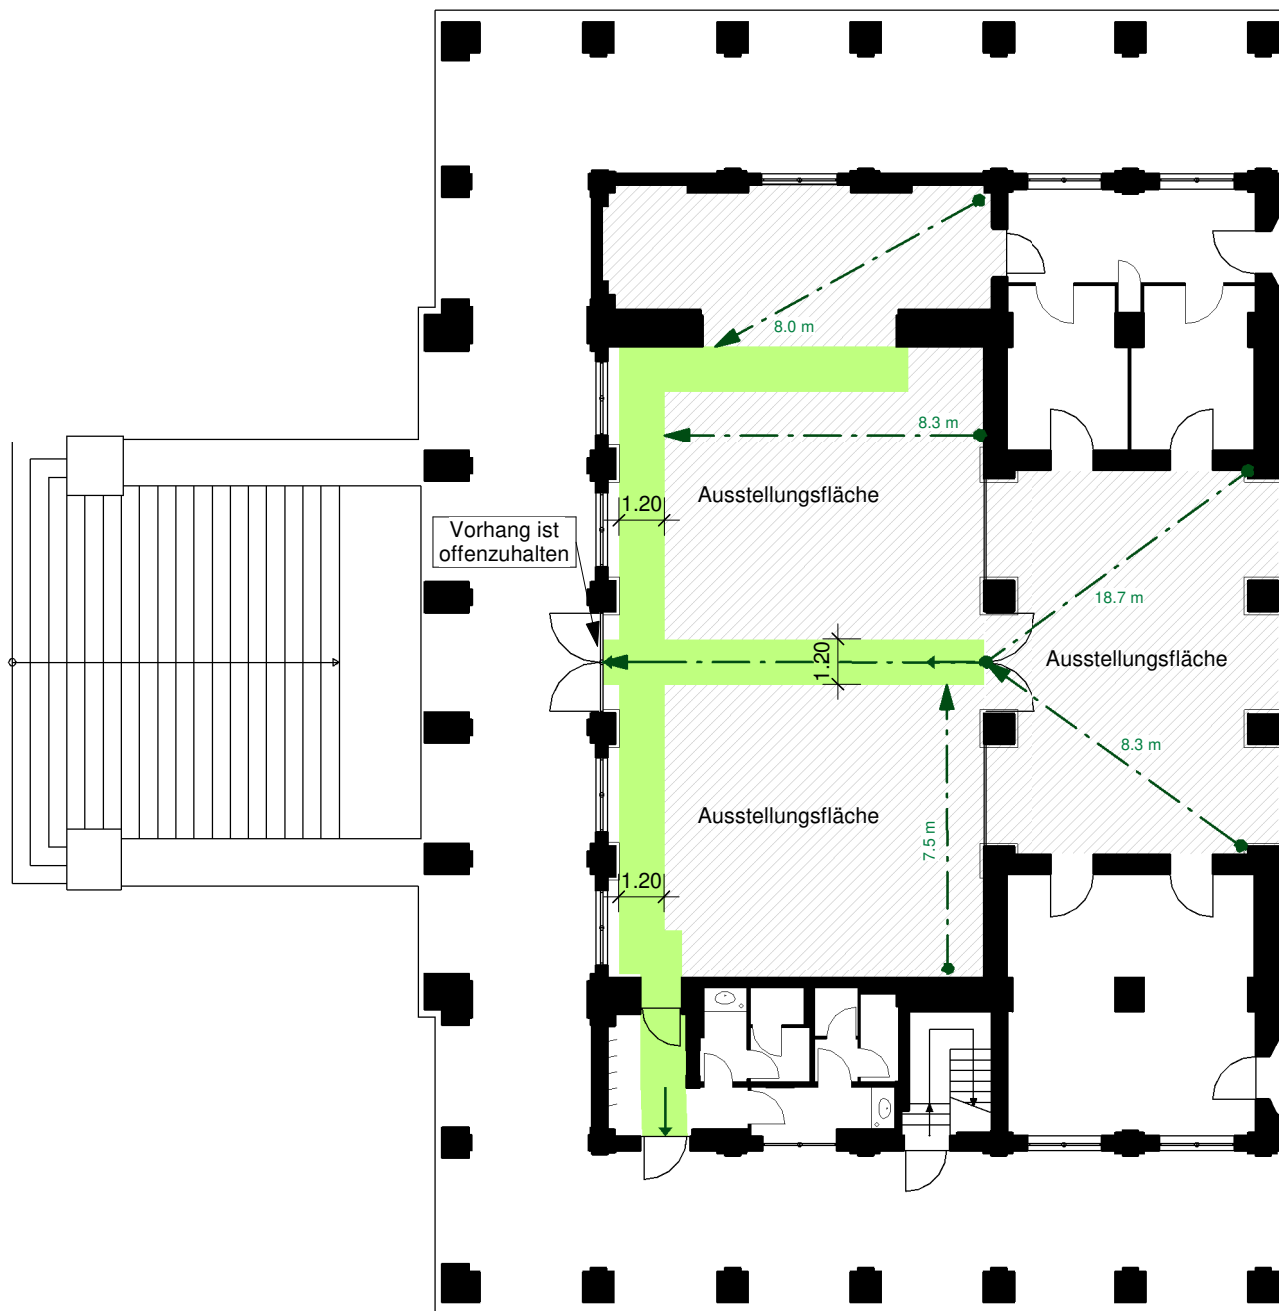 8.0 m
8.3 m
Ausstellungsfläche
1.20
Vorhang ist
offenzuhalten
18.7 m
1.20
Ausstellungsfläche
8.3 m
Ausstellungsfläche
7.5 m
1.20